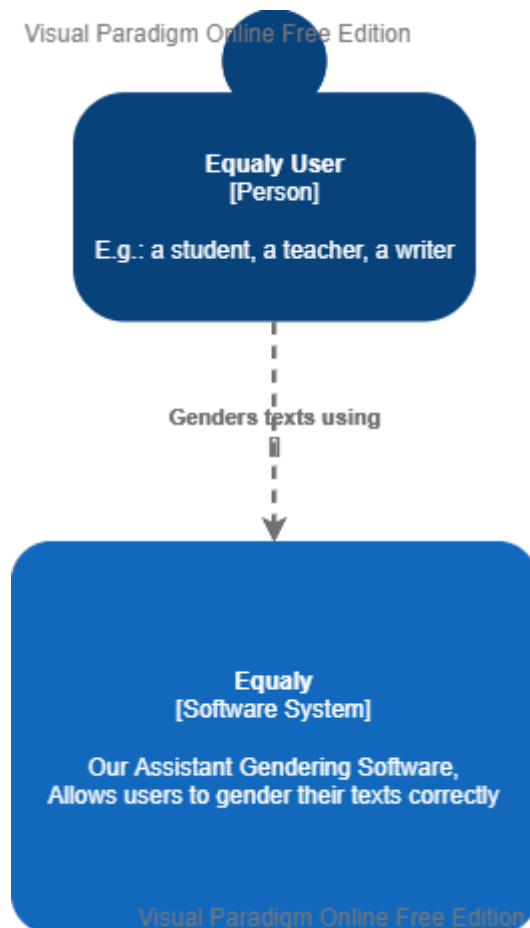 Visual Paradigm Online Free Edition
Equaly User
[Person]
E.g.: a student, a teacher, a writer
Genders texts using
[]
Equaly
[Software System]
Our Assistant Gendering Software,
Allows users to gender their texts correctly
Visual Paradigm Online Free Edition